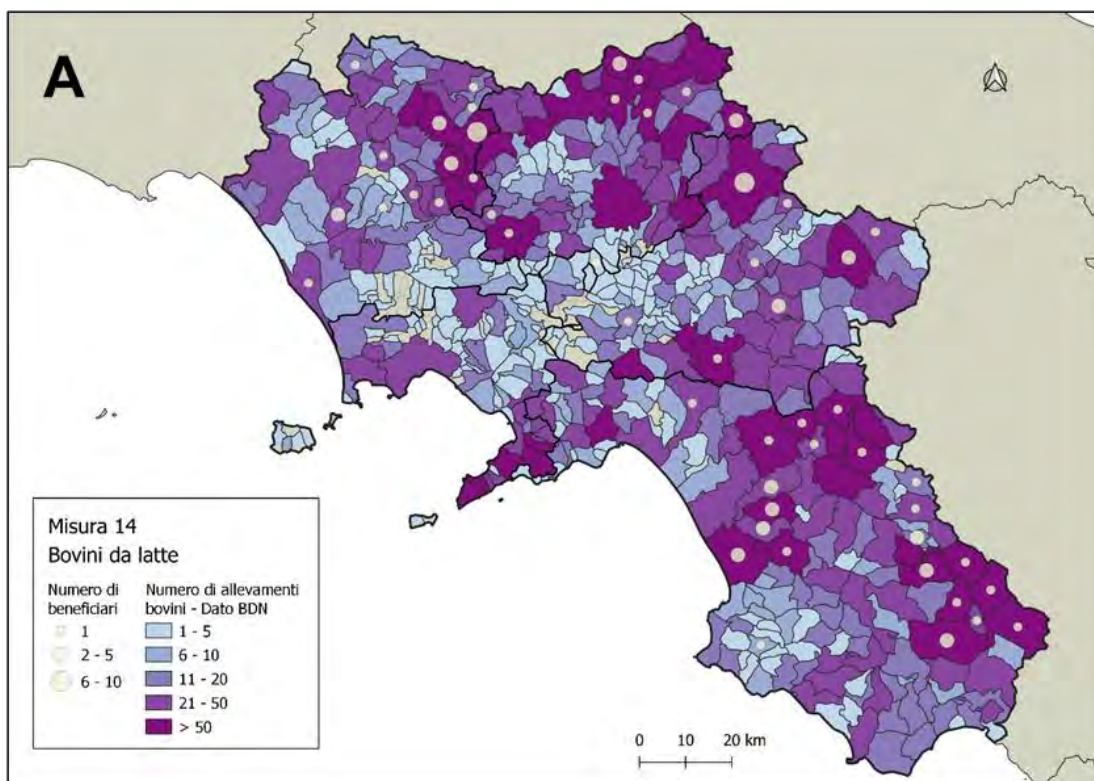 A
Misura 14
Bovini da latte
Numero di
beneficiari
1
2 - 5
6 - 10
Numero di allevamenti
bovini - Dato BDN
1 - 5
6 - 10
11 - 20
21 - 50
> 50
0 10 20 km